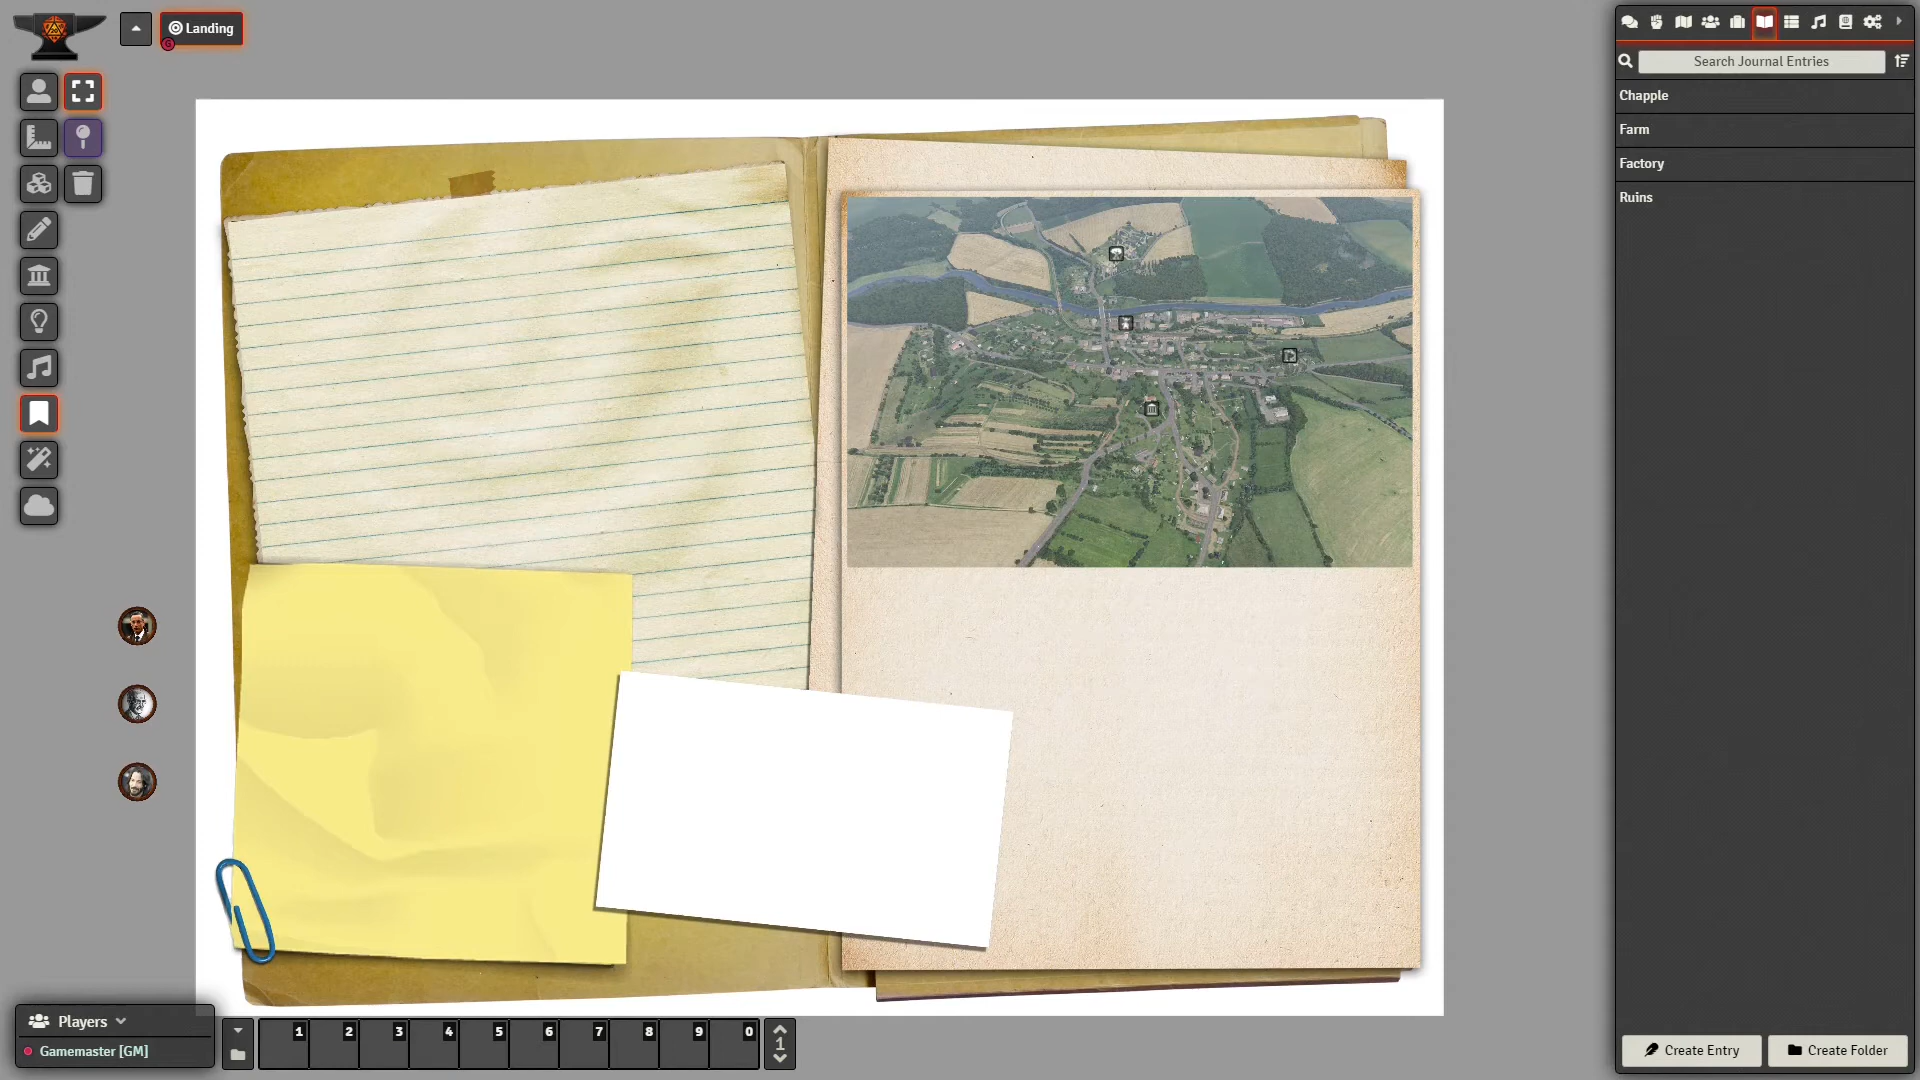 Landing
G
Search Journal Entries
Chapple
Farm
Factory
Ruins
Players
Gamemaster [GM]
1 2 3 4 5 6 7 8 9 0
1
Create Entry
Create Folder